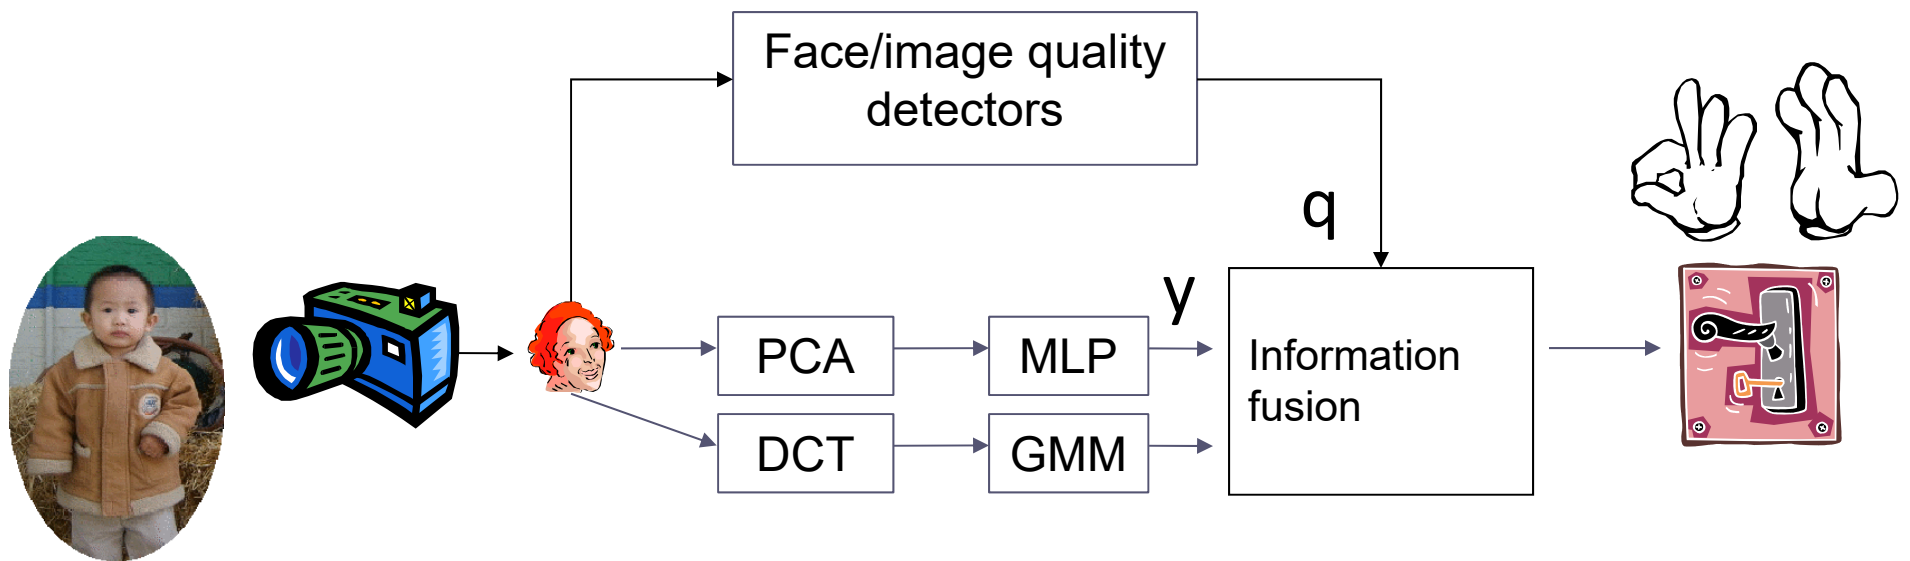 Face/image quality
detectors
q
y
PCA
MLP
Information
fusion
DCT
GMM